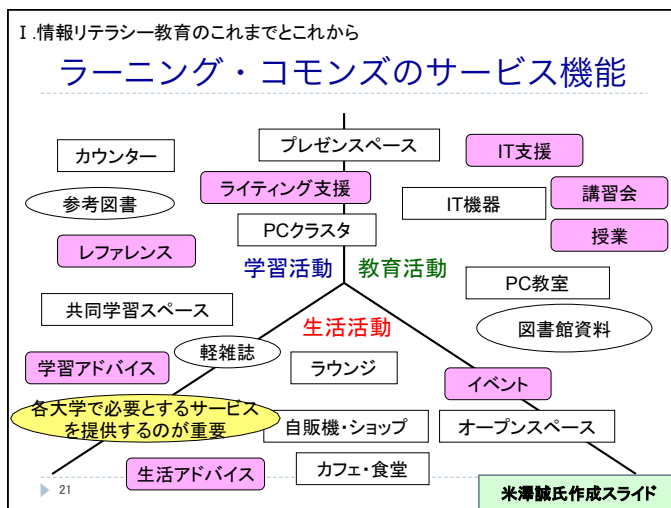 Ⅰ.情報リテラシー教育のこれまでとこれから
ラーニング・コモンズのサービス機能
プレゼンスペース
カウンター
IT支援
ライティング支援
参考図書
IT機器
講習会
PCクラスタ
授業
レファレンス
学習活動
教育活動
PC教室
共同学習スペース
図書館資料
生活活動
軽雑誌
学習アドバイス
ラウンジ
イベント
各大学で必要とするサービス
を提供するのが重要
自販機・ショップ
オープンスペース
生活アドバイス
カフェ・食堂
21
米澤誠氏作成スライド